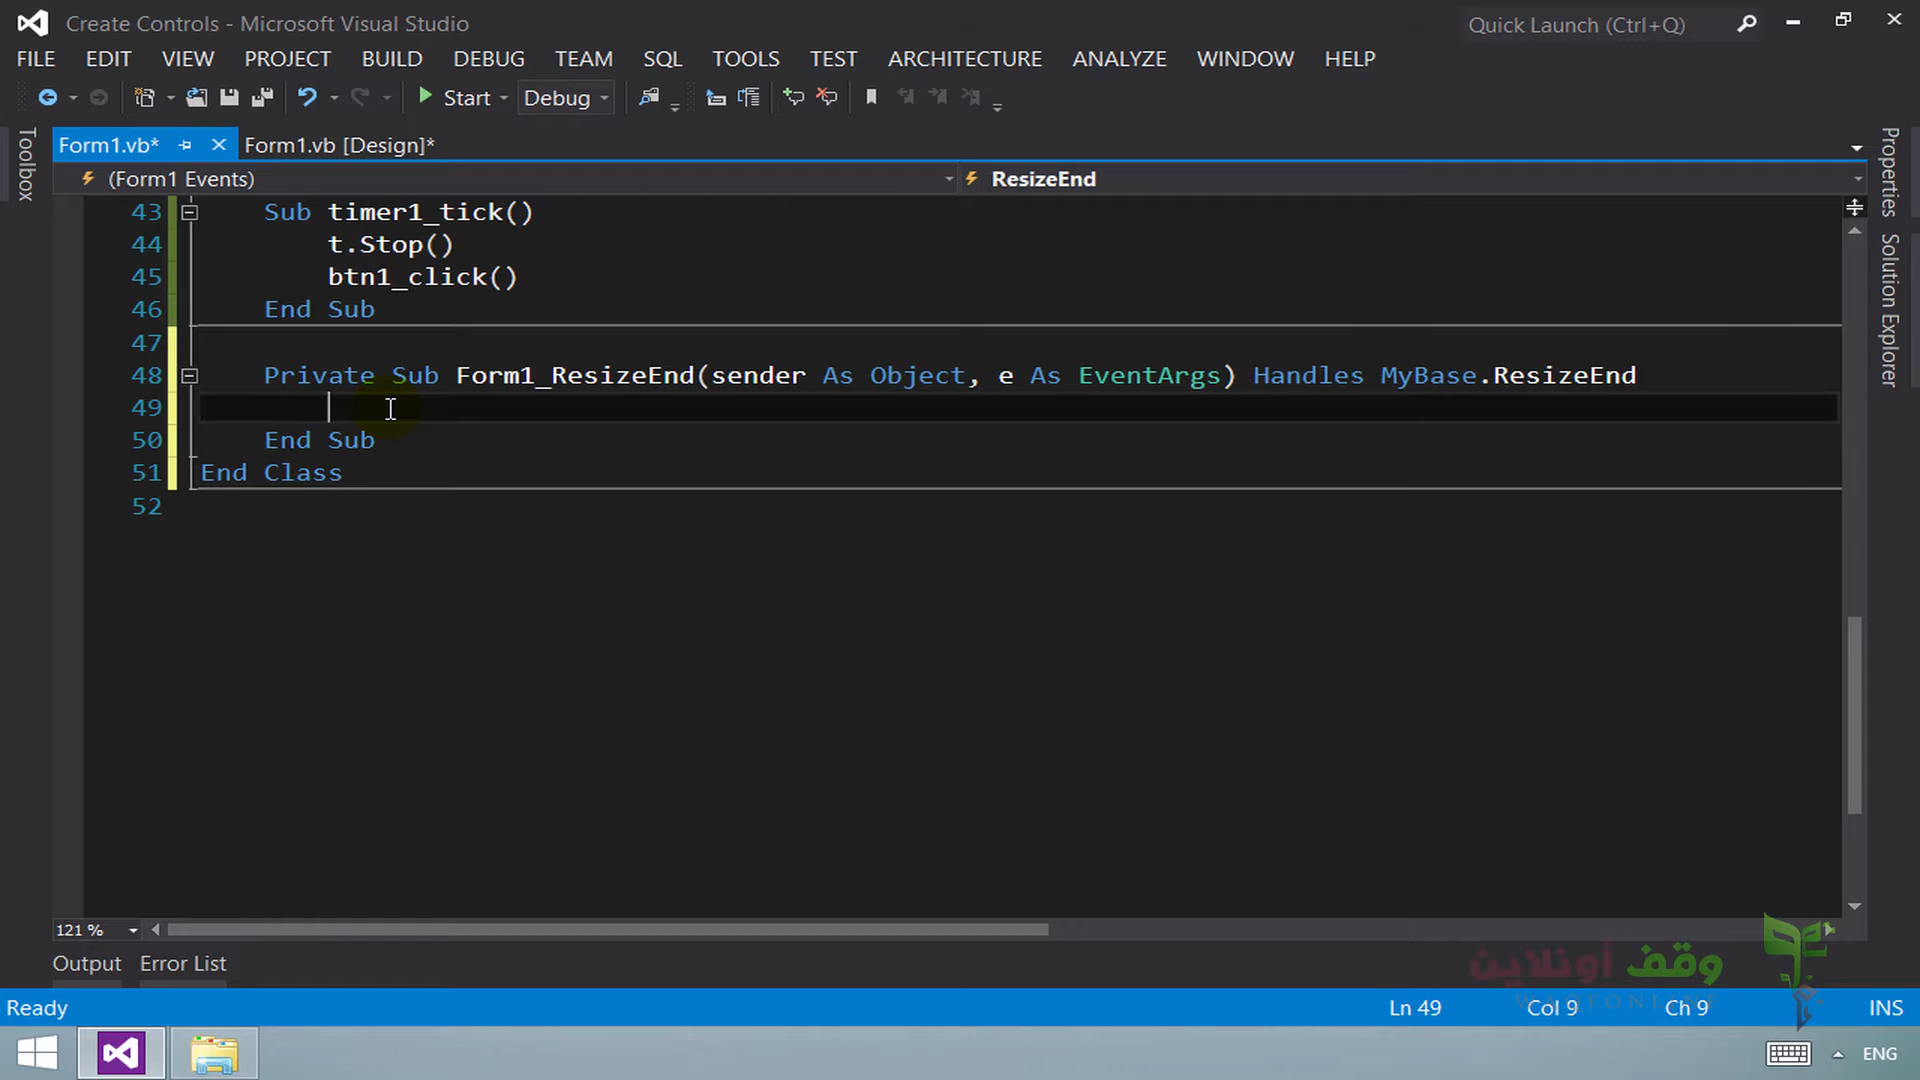 Create Controls - Microsoft Visual Studio
Quick Launch (Ctrl+Q)
FILE EDIT VIEW PROJECT BUILD DEBUG TEAM SQL TOOLS TEST ARCHITECTURE ANALYZE WINDOW HELP
Start Debug
Toolbox
Form1.vb* Form1.vb [Design]*
Properties
Solution Explorer
(Form1 Events) ResizeEnd
43 Sub timer1_tick()
44 t.Stop()
45 btn1_click()
46 End Sub
47
48 Private Sub Form1_ResizeEnd(sender As Object, e As EventArgs) Handles MyBase.ResizeEnd
49
50 End Sub
51 End Class
52
121 %
وقف أونلاين
WAQFONLINE
Output Error List
Ready Ln 49 Col 9 Ch 9 INS
ENG